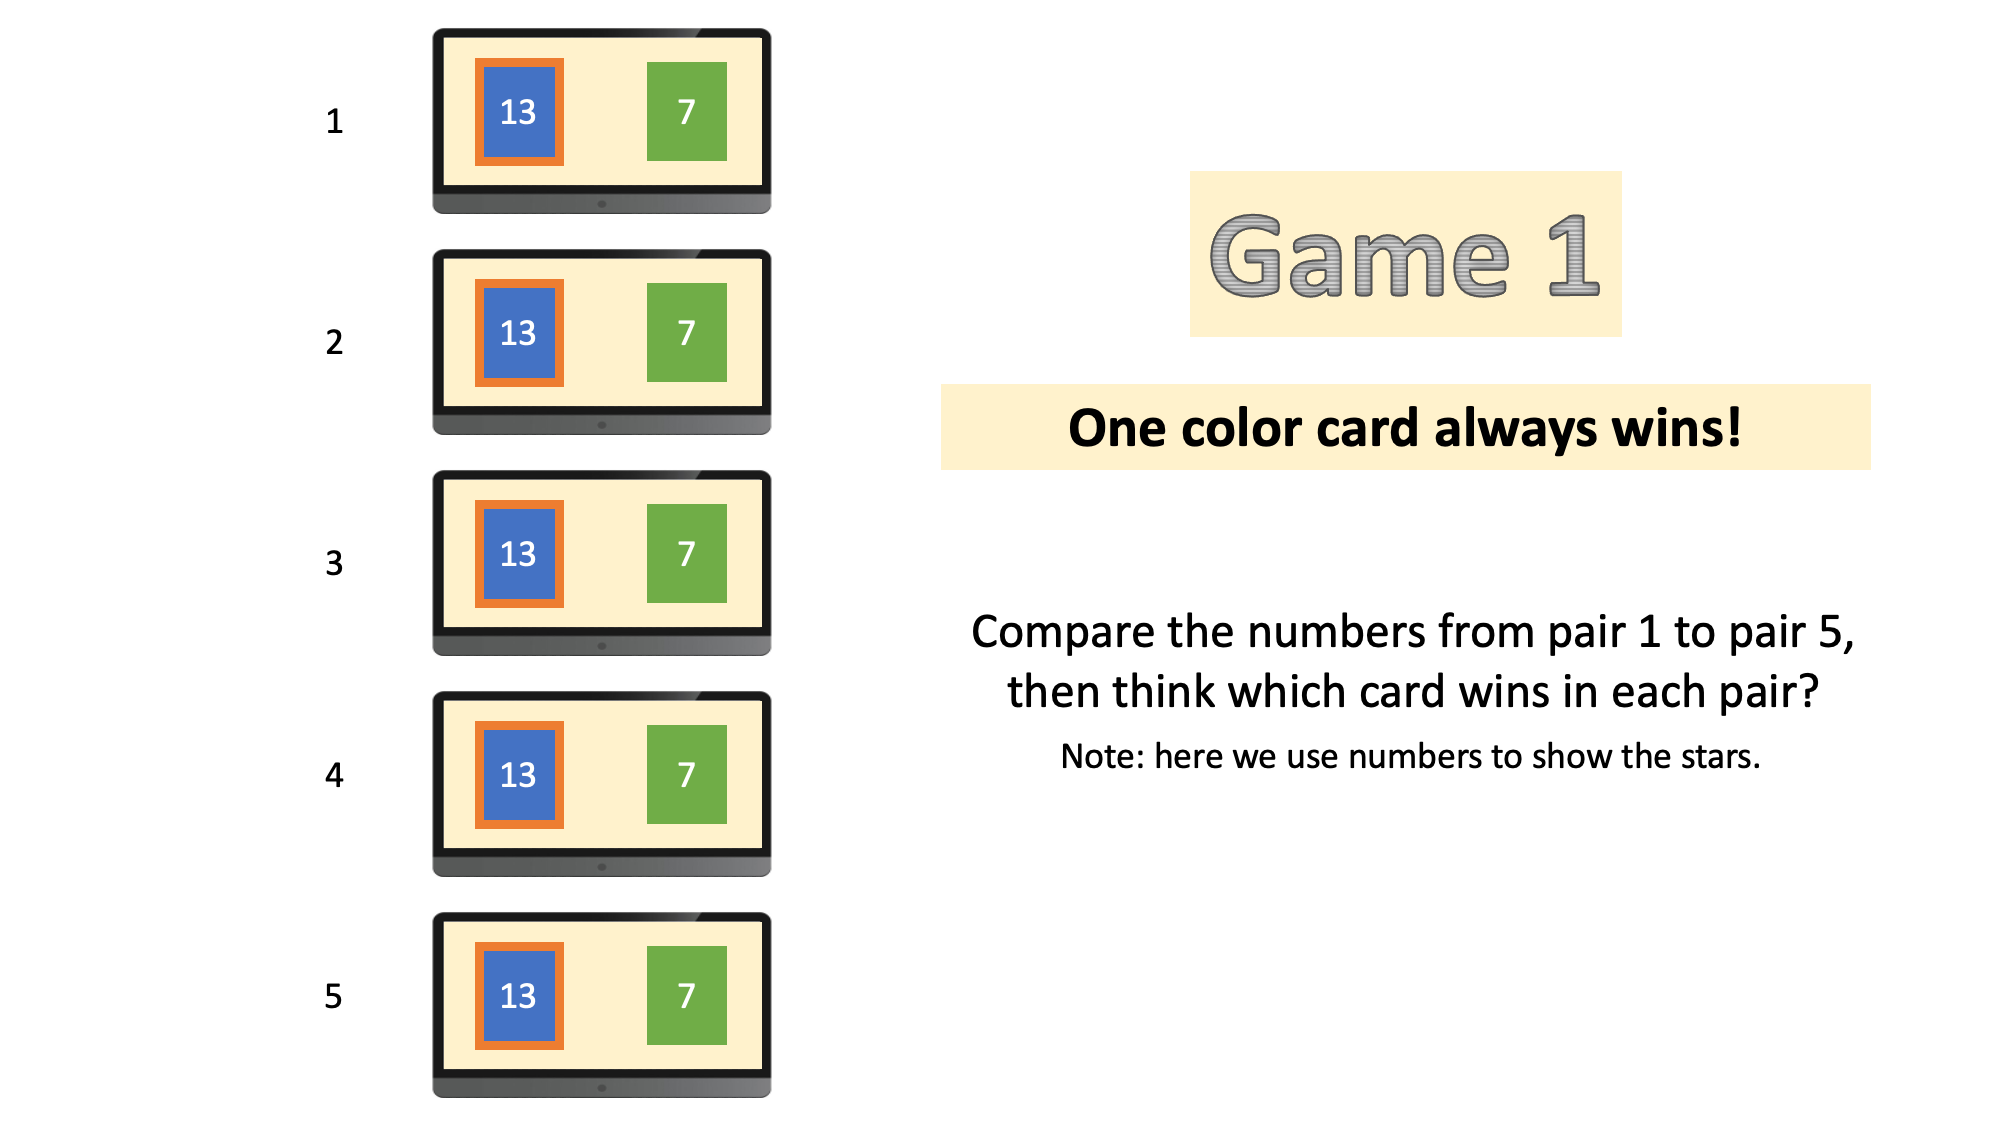 1
13 7
2
13 7
3
13 7
4
13 7
5
13 7
Game 1
One color card always wins!
Compare the numbers from pair 1 to pair 5,
then think which card wins in each pair?
Note: here we use numbers to show the stars.